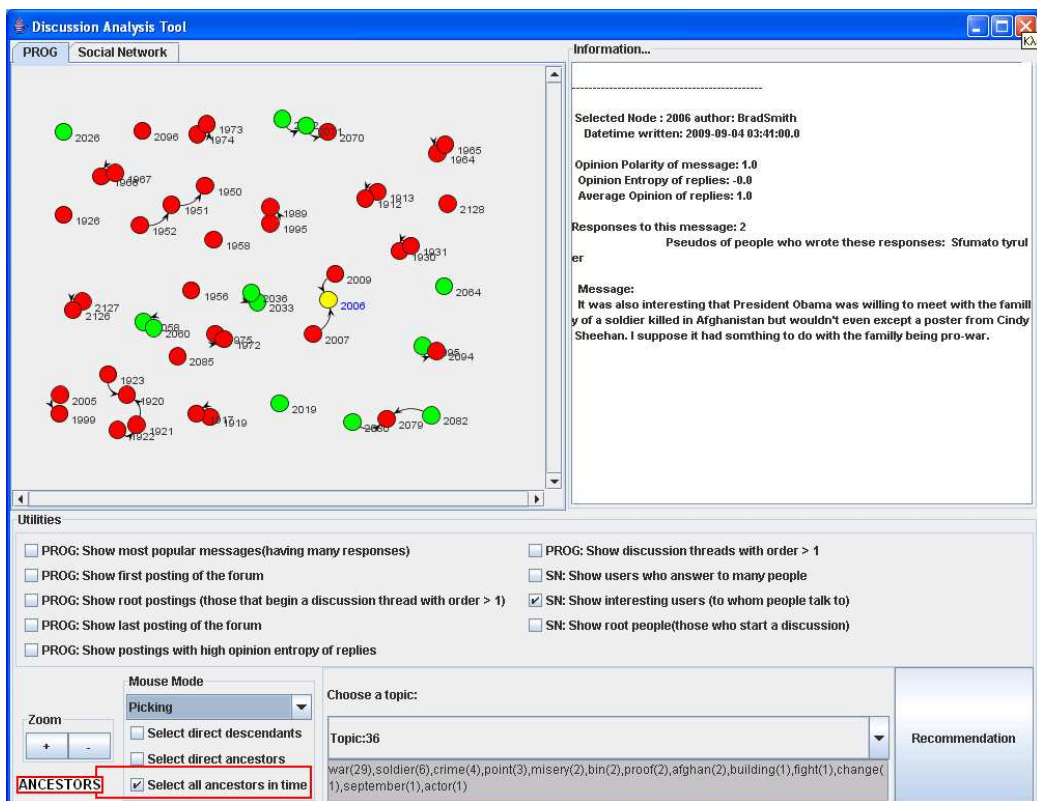 Discussion Analysis Tool
PROG Social Network
Information...
2026
2096
1973
1974
2071
2070
1965
1964
1967
1966
1950
1951
1952
1926
1989
1995
1958
1913
1912
2128
1931
1930
2009
2006
2007
1956
2036
2033
2064
2127
2126
2058
2060
1975
1972
2085
2095
2094
1923
1920
1921
1922
2005
1999
1917
1919
2019
2080
2079
2082
----------------------------------------------
Selected Node : 2006 author: BradSmith
Datetime written: 2009-09-04 03:41:00.0
Opinion Polarity of message: 1.0
Opinion Entropy of replies: -0.0
Average Opinion of replies: 1.0
Responses to this message: 2
Pseudos of people who wrote these responses: Sfumato tyrul
er
Message:
It was also interesting that President Obama was willing to meet with the famill
y of a soldier killed in Afghanistan but wouldn't even except a poster from Cindy
Sheehan. I suppose it had somthing to do with the familly being pro-war.
Utilities
PROG: Show most popular messages(having many responses)
PROG: Show first posting of the forum
PROG: Show root postings (those that begin a discussion thread with order > 1)
PROG: Show last posting of the forum
PROG: Show postings with high opinion entropy of replies
PROG: Show discussion threads with order > 1
SN: Show users who answer to many people
SN: Show interesting users (to whom people talk to)
SN: Show root people(those who start a discussion)
Zoom
+ -
ANCESTORS
Mouse Mode
Picking
Select direct descendants
Select direct ancestors
Select all ancestors in time
Choose a topic:
Topic:36
war(29),soldier(6),crime(4),point(3),misery(2),bin(2),proof(2),afghan(2),building(1),fight(1),change(
1),september(1),actor(1)
Recommendation